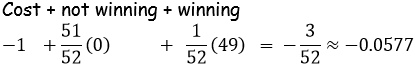 Cost + not winning + winning
−1 + 51/52 (0) + 1/52 (49) = − 3/52 ≈ −0.0577